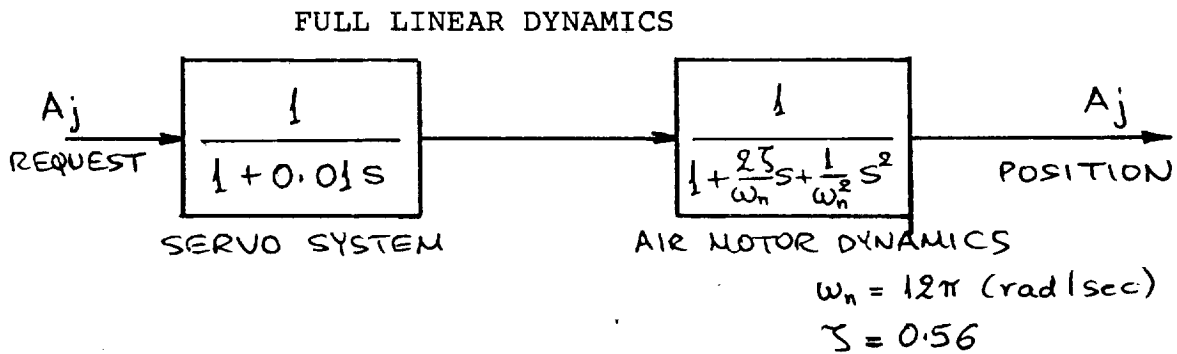 FULL LINEAR DYNAMICS
Aj
REQUEST
1
1 + 0.01 S
SERVO SYSTEM
1
1 + 2ζ/ωn S + 1/ωn² S²
AIR MOTOR DYNAMICS
Aj
POSITION
ωn = 12π (rad/sec)
ζ = 0.56